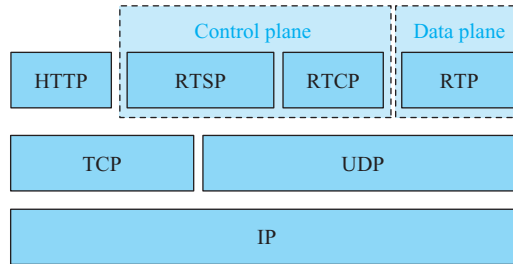 Control plane Data plane
HTTP RTSP RTCP RTP
TCP UDP
IP